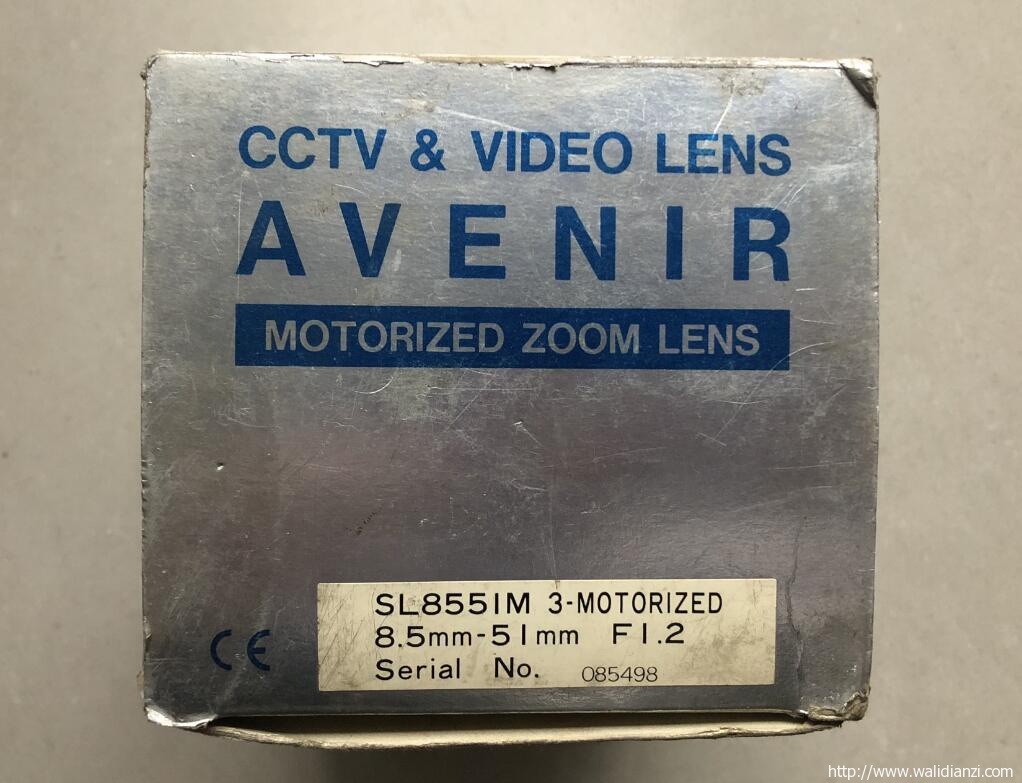 CCTV & VIDEO LENS
AVENIR
MOTORIZED ZOOM LENS
SL8551M 3-MOTORIZED
8.5mm-51mm F1.2
Serial No. 085498
CE
http://www.walidianzi.com